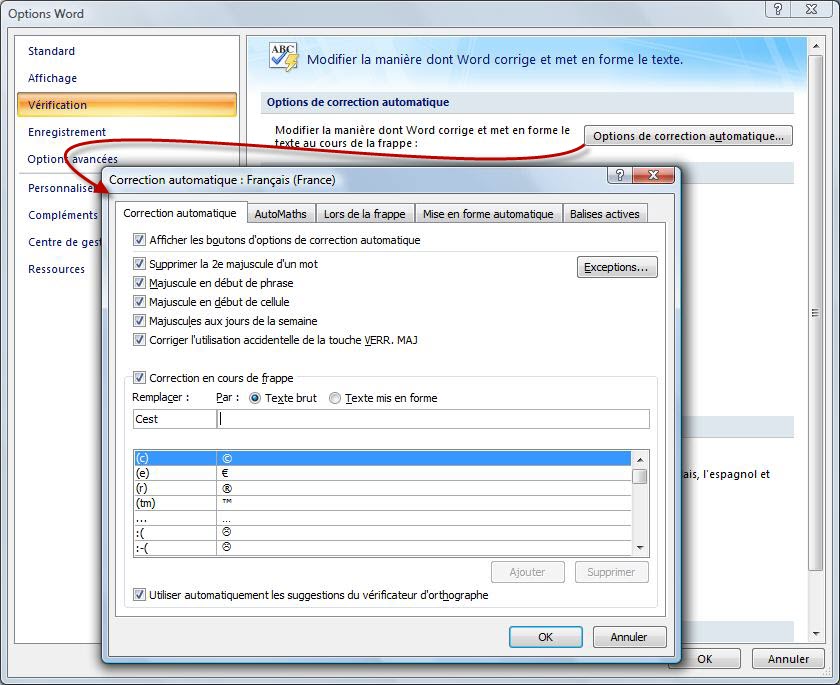 Options Word
Standard
Affichage
Vérification
Enregistrement
Options avancées
Personnalise
Compléments
Centre de gest
Ressources
ABC
Modifier la manière dont Word corrige et met en forme le texte.
Options de correction automatique
Modifier la manière dont Word corrige et met en forme le
texte au cours de la frappe :
Options de correction automatique...
Correction automatique : Français (France)
Correction automatique
AutoMaths
Lors de la frappe
Mise en forme automatique
Balises actives
Afficher les boutons d'options de correction automatique
Supprimer la 2e majuscule d'un mot
Exceptions...
Majuscule en début de phrase
Majuscule en début de cellule
Majuscules aux jours de la semaine
Corriger l'utilisation accidentelle de la touche VERR. MAJ
Correction en cours de frappe
Remplacer : Par : Texte brut Texte mis en forme
Cest
(c) ©
(e) €
(r) ®
(tm) ™
... …
:( ☹
:-( ☹
Ajouter
Supprimer
Utiliser automatiquement les suggestions du vérificateur d'orthographe
OK
Annuler
ais, l'espagnol et
OK
Annuler